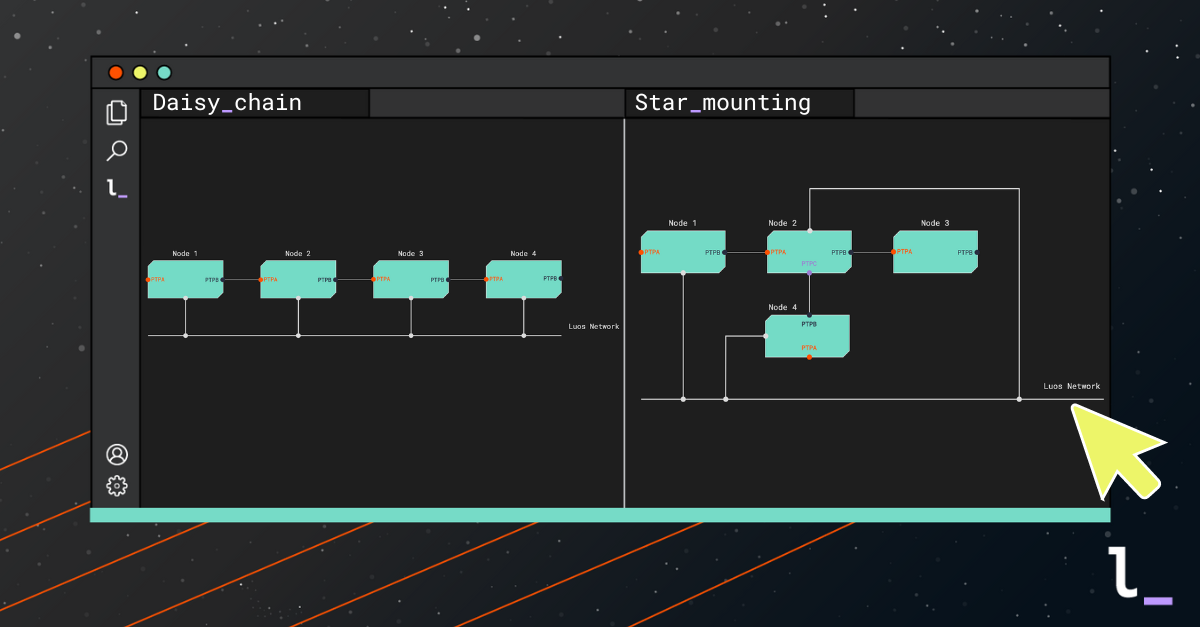 Daisy_chain
Star_mounting
l_
Node 1
Node 2
Node 3
Node 4
PTPA
PTPB
PTPA
PTPB
PTPA
PTPB
PTPA
PTPB
Luos Network
Node 1
Node 2
Node 3
PTPA
PTPB
PTPA
PTPB
PTPC
PTPA
PTPB
Node 4
PTPB
PTPA
Luos Network
l_